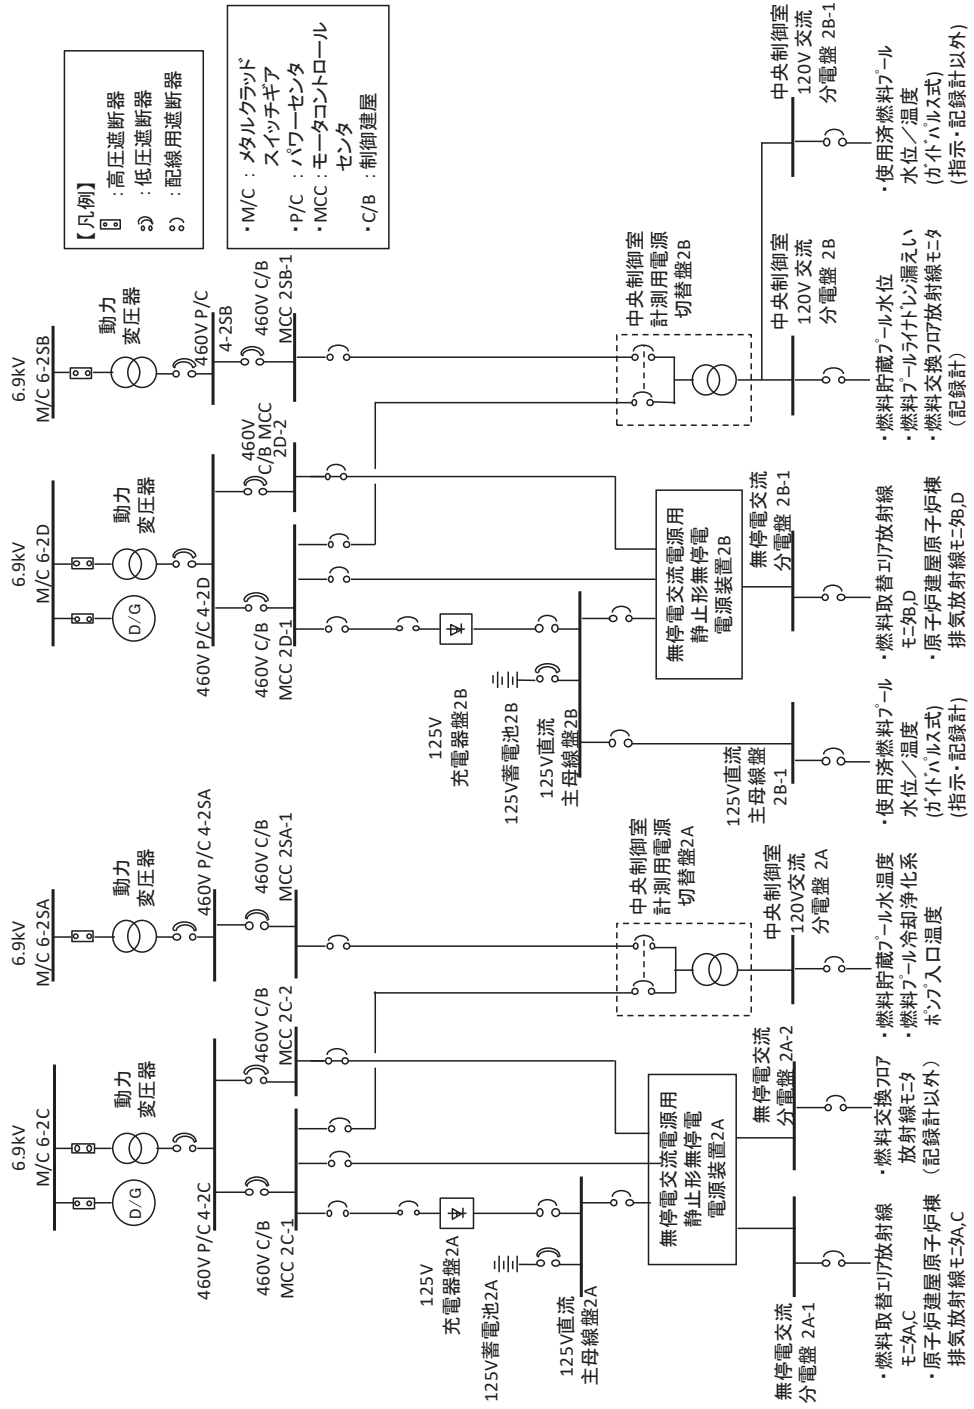 6.9kV
M/C 6-2C
D/G
動力
変圧器
460V P/C 4-2C
460V C/B
MCC 2C-1
460V C/B
MCC 2C-2
125V
充電器盤2A
125V蓄電池2A
125V直流
主母線盤2A
無停電交流電源用
静止形無停電
電源装置2A
無停電交流
分電盤 2A-1
・燃料取替エリア放射線
モニタA,C
・原子炉建屋原子炉棟
排気放射線モニタA,C
無停電交流
分電盤 2A-2
・燃料交換フロア
放射線モニタ
（記録計以外）
6.9kV
M/C 6-2SA
動力
変圧器
460V P/C 4-2SA
460V C/B
MCC 2SA-1
中央制御室
計測用電源
切替盤2A
中央制御室
120V交流
分電盤 2A
・燃料貯蔵プール水温度
・燃料プール冷却浄化系
ポンプ入口温度
6.9kV
M/C 6-2D
D/G
動力
変圧器
460V P/C 4-2D
460V C/B
MCC 2D-1
460V
C/B MCC
2D-2
125V
充電器盤2B
125V蓄電池2B
125V直流
主母線盤2B
125V直流
主母線盤
2B-1
・使用済燃料プール
水位／温度
(ガイドパルス式)
(指示・記録計)
無停電交流電源用
静止形無停電
電源装置2B
無停電交流
分電盤 2B-1
・燃料取替エリア放射線
モニタB,D
・原子炉建屋原子炉棟
排気放射線モニタB,D
6.9kV
M/C 6-2SB
動力
変圧器
460V P/C
4-2SB
460V C/B
MCC 2SB-1
中央制御室
計測用電源
切替盤2B
中央制御室
120V 交流
分電盤 2B
・燃料貯蔵プール水位
・燃料プールライナドレン漏えい
・燃料交換フロア放射線モニタ
（記録計）
中央制御室
120V 交流
分電盤 2B-1
・使用済燃料プール
水位／温度
(ガイドパルス式)
(指示・記録計以外)
【凡例】
：高圧遮断器
：低圧遮断器
：配線用遮断器
・M/C ：メタルクラッド
スイッチギア
・P/C ：パワーセンタ
・MCC：モータコントロール
センタ
・C/B ：制御建屋